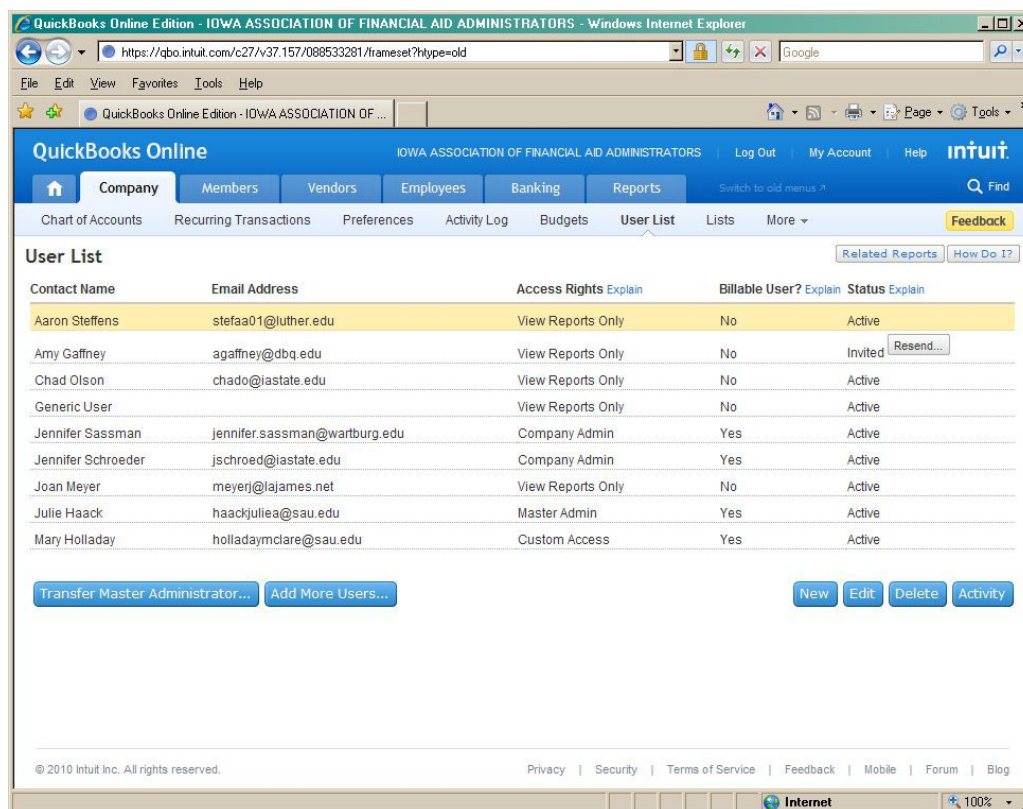 QuickBooks Online Edition - IOWA ASSOCIATION OF FINANCIAL AID ADMINISTRATORS - Windows Internet Explorer
https://qbo.intuit.com/c27/v37.157/088533281/frameset?htype=old Google
File Edit View Favorites Tools Help
QuickBooks Online Edition - IOWA ASSOCIATION OF ... Page Tools
QuickBooks Online IOWA ASSOCIATION OF FINANCIAL AID ADMINISTRATORS Log Out My Account Help intuit.
Company Members Vendors Employees Banking Reports Switch to old menus Find
Chart of Accounts Recurring Transactions Preferences Activity Log Budgets User List Lists More Feedback
User List Related Reports How Do I?
Contact Name Email Address Access Rights Explain Billable User? Explain Status Explain
Aaron Steffens stefaa01@luther.edu View Reports Only No Active
Amy Gaffney agaffney@dbq.edu View Reports Only No Invited Resend...
Chad Olson chado@iastate.edu View Reports Only No Active
Generic User View Reports Only No Active
Jennifer Sassman jennifer.sassman@wartburg.edu Company Admin Yes Active
Jennifer Schroeder jschroed@iastate.edu Company Admin Yes Active
Joan Meyer meyerj@lajames.net View Reports Only No Active
Julie Haack haackjuliea@sau.edu Master Admin Yes Active
Mary Holladay holladaymclare@sau.edu Custom Access Yes Active
Transfer Master Administrator... Add More Users... New Edit Delete Activity
© 2010 Intuit Inc. All rights reserved. Privacy | Security | Terms of Service | Feedback | Mobile | Forum | Blog
Internet 100%